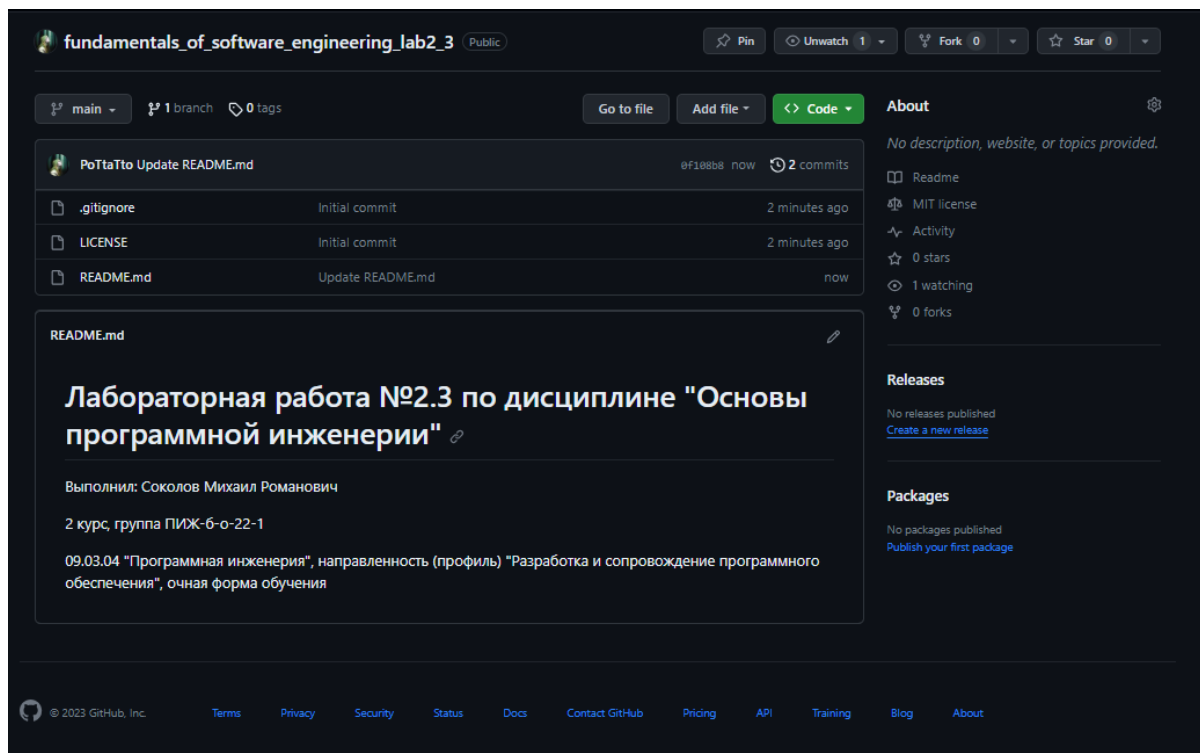 fundamentals_of_software_engineering_lab2_3 Public Pin Unwatch 1 Fork 0 Star 0
main 1 branch 0 tags Go to file Add file Code
PoTtaTto Update README.md 0f108b8 now 2 commits
.gitignore Initial commit 2 minutes ago
LICENSE Initial commit 2 minutes ago
README.md Update README.md now
README.md
Лабораторная работа №2.3 по дисциплине "Основы
программной инженерии"
Выполнил: Соколов Михаил Романович
2 курс, группа ПИЖ-б-о-22-1
09.03.04 "Программная инженерия", направленность (профиль) "Разработка и сопровождение программного
обеспечения", очная форма обучения
About
No description, website, or topics provided.
Readme
MIT license
Activity
0 stars
1 watching
0 forks
Releases
No releases published
Create a new release
Packages
No packages published
Publish your first package
© 2023 GitHub, Inc. Terms Privacy Security Status Docs Contact GitHub Pricing API Training Blog About